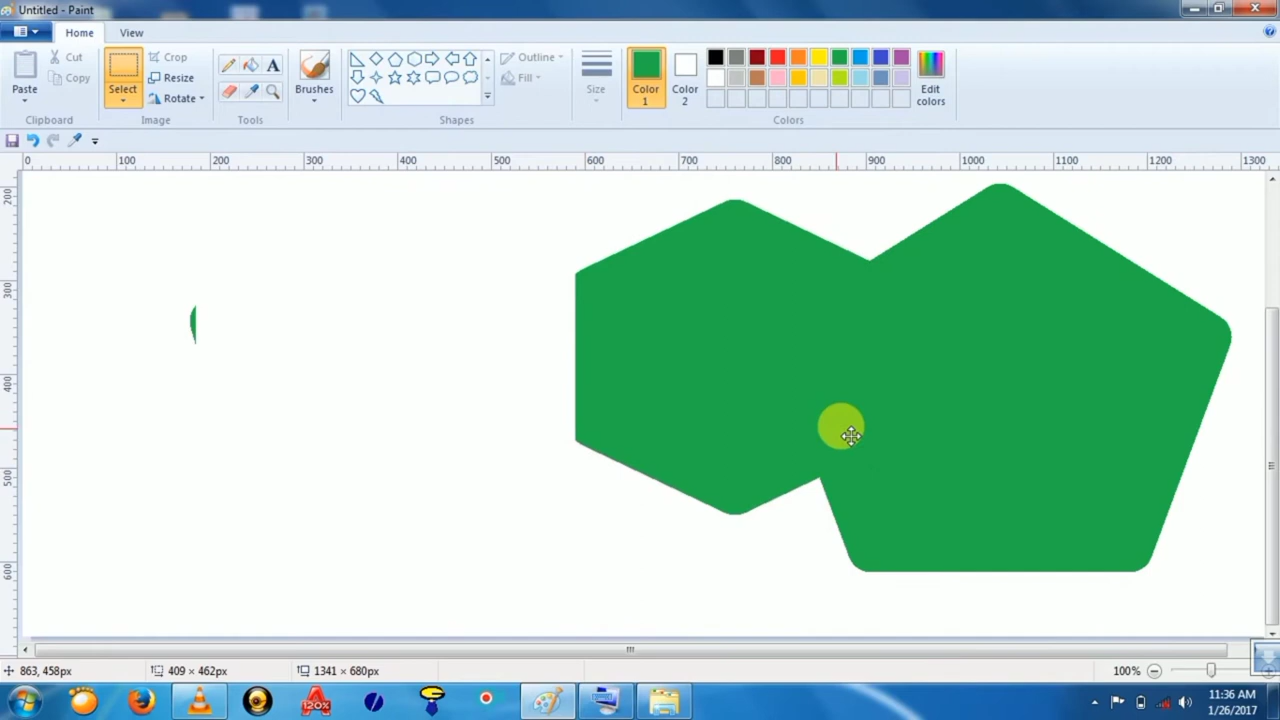 Untitled - Paint
Home View
Cut
Copy
Paste
Clipboard
Select
Crop
Resize
Rotate
Image
A
Tools
Brushes
Outline
Fill
Shapes
Size
Color 1
Color 2
Edit colors
Colors
0 100 200 300 400 500 600 700 800 900 1000 1100 1200 1300
200
300
400
500
600
863, 458px 409 × 462px 1341 × 680px 100%
120%
11:36 AM
1/26/2017